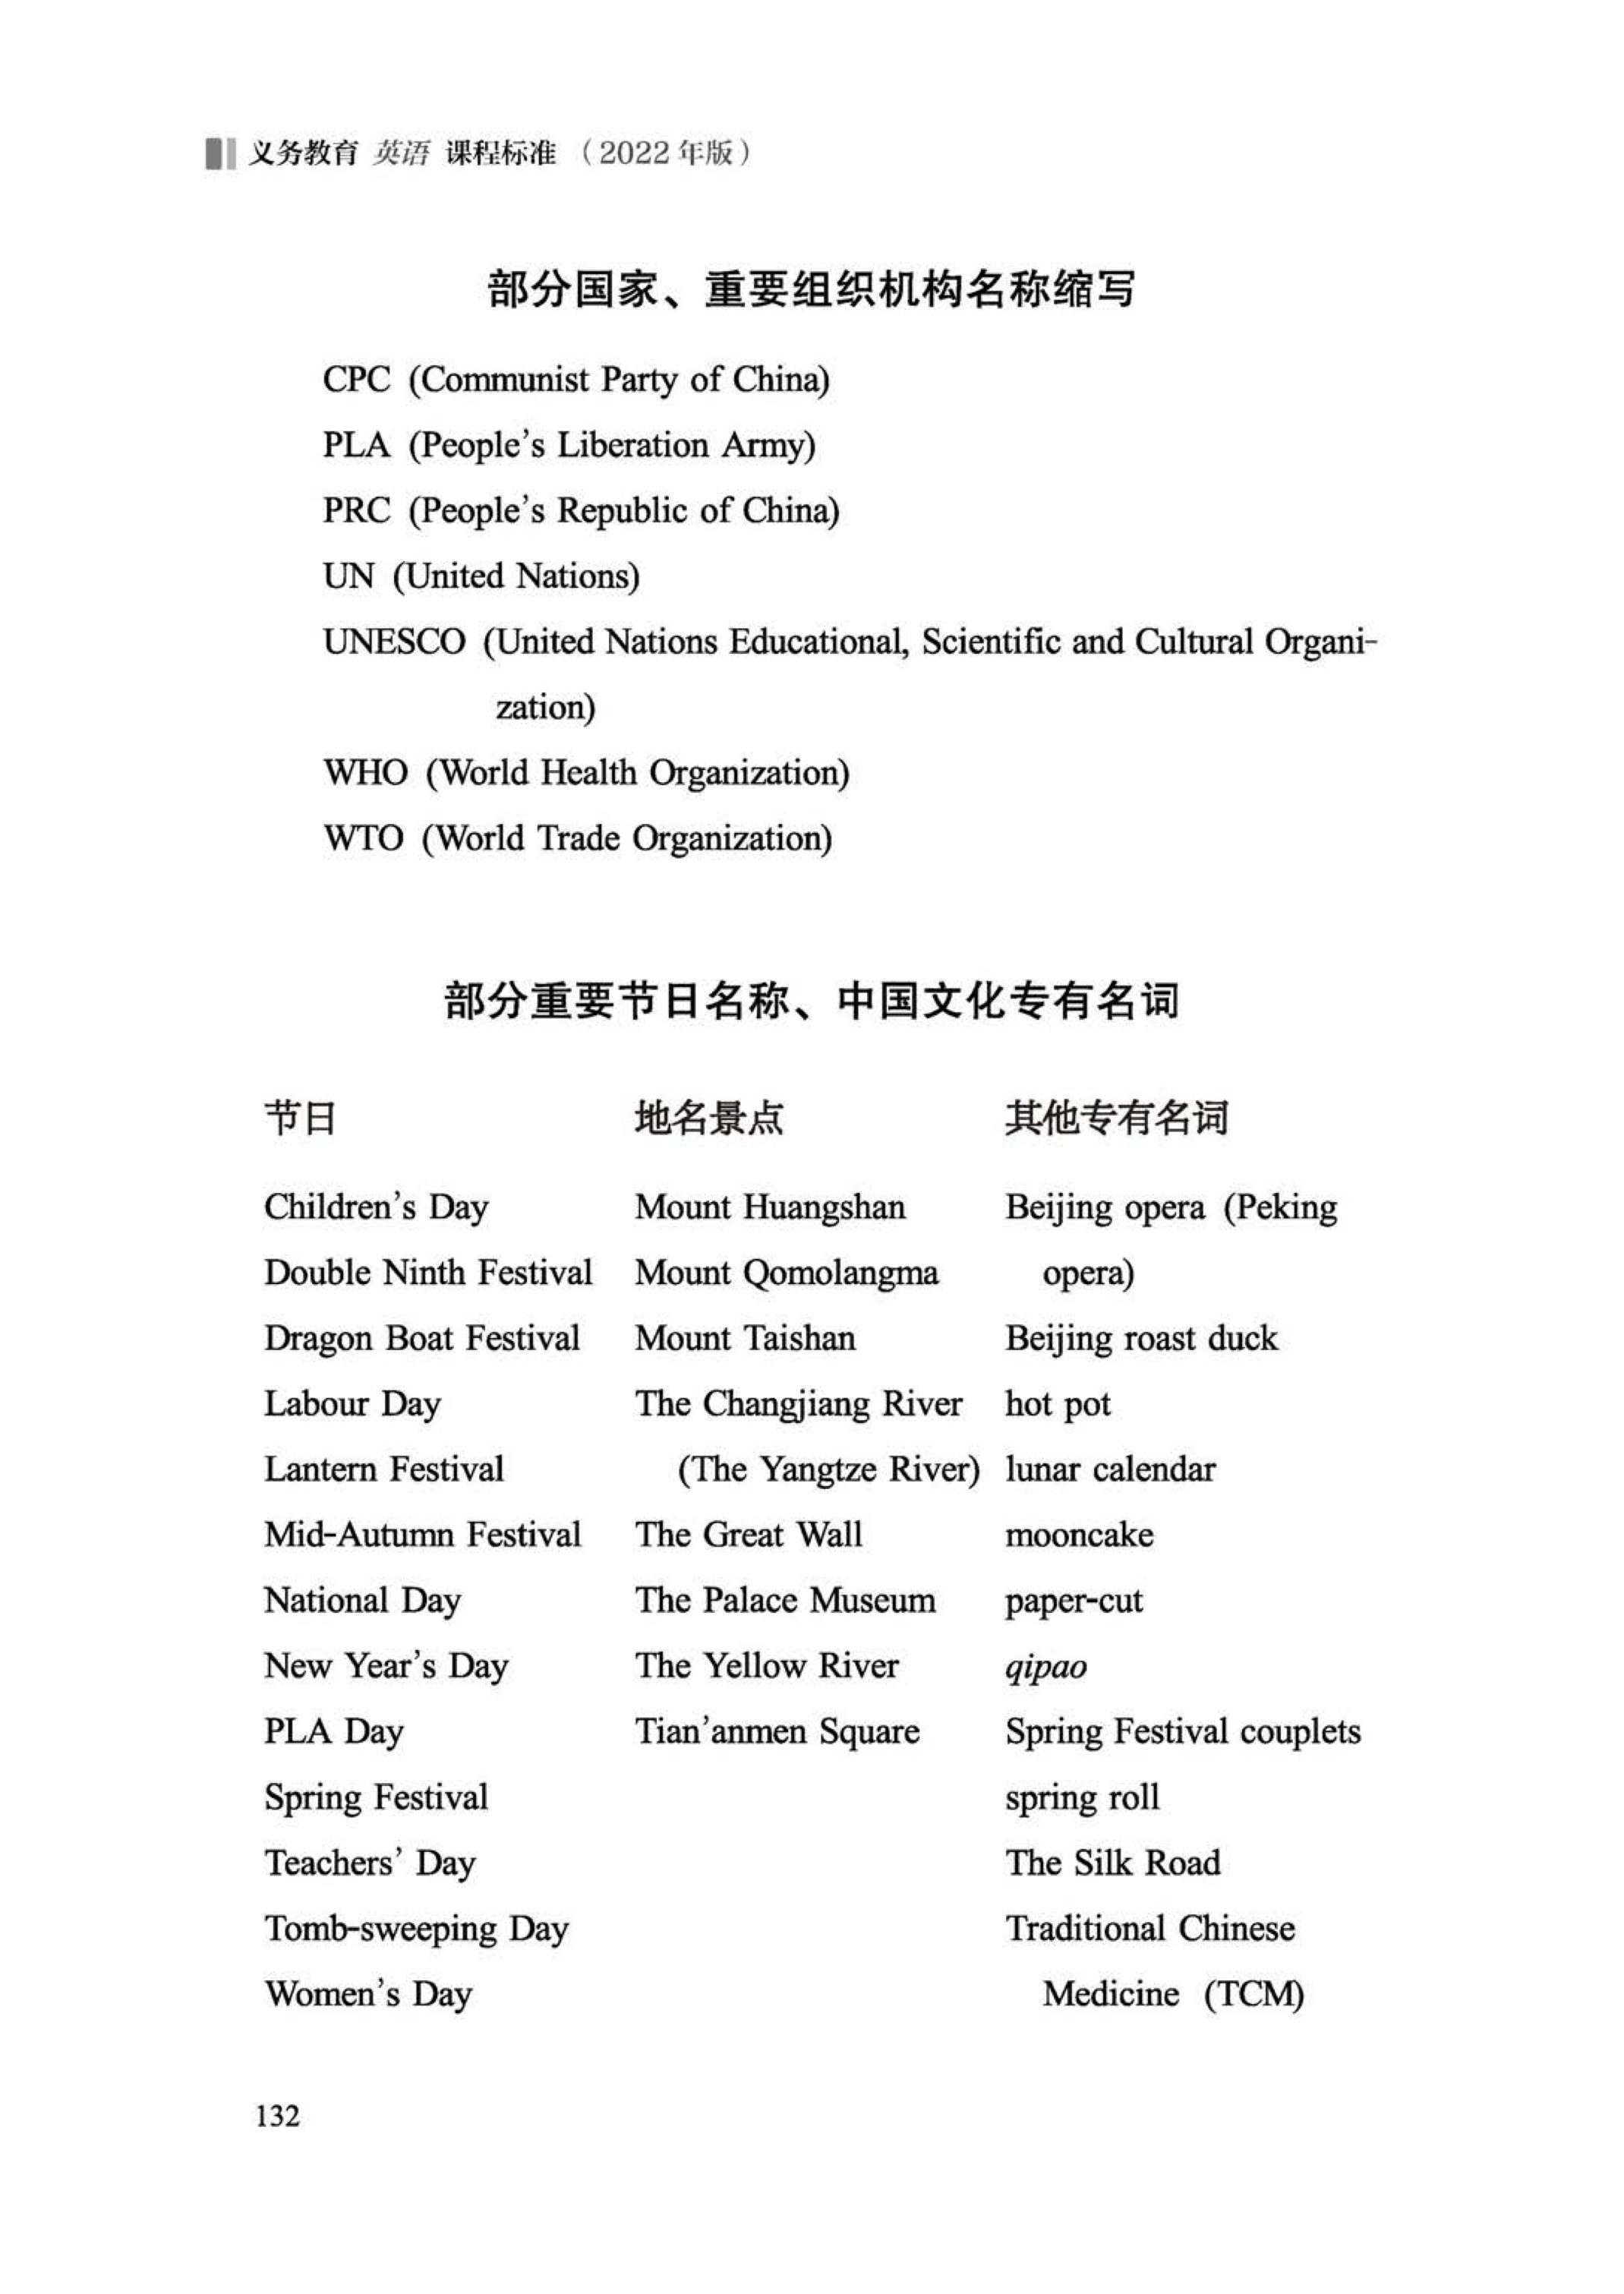 义务教育 英语 课程标准（2022年版）
部分国家、重要组织机构名称缩写
CPC (Communist Party of China)
PLA (People's Liberation Army)
PRC (People's Republic of China)
UN (United Nations)
UNESCO (United Nations Educational, Scientific and Cultural Organi-
zation)
WHO (World Health Organization)
WTO (World Trade Organization)
部分重要节日名称、中国文化专有名词
节日
Children's Day
Double Ninth Festival
Dragon Boat Festival
Labour Day
Lantern Festival
Mid-Autumn Festival
National Day
New Year's Day
PLA Day
Spring Festival
Teachers' Day
Tomb-sweeping Day
Women's Day
地名景点
Mount Huangshan
Mount Qomolangma
Mount Taishan
The Changjiang River
(The Yangtze River)
The Great Wall
The Palace Museum
The Yellow River
Tian'anmen Square
其他专有名词
Beijing opera (Peking
opera)
Beijing roast duck
hot pot
lunar calendar
mooncake
paper-cut
qipao
Spring Festival couplets
spring roll
The Silk Road
Traditional Chinese
Medicine (TCM)
132